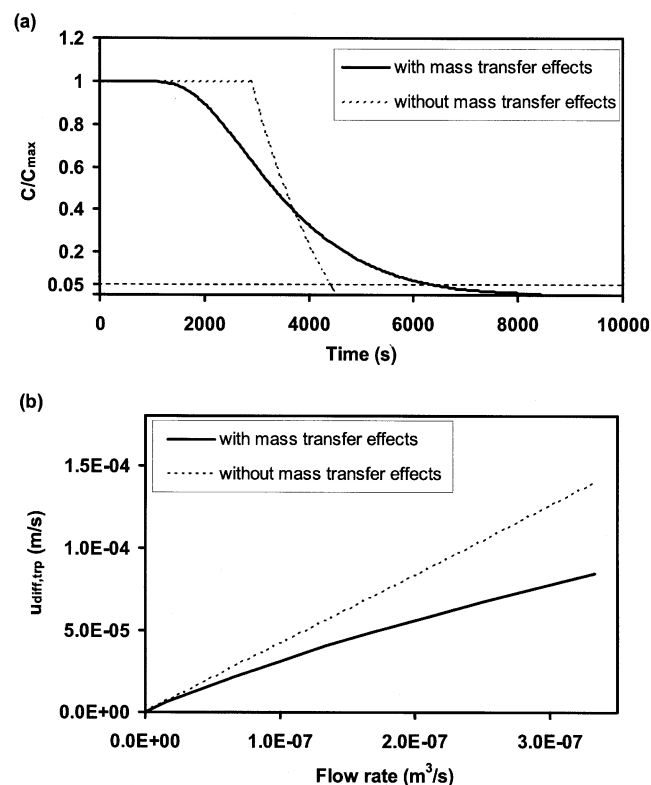 (a)
1.2
1
0.8
0.6
0.4
0.2
0.05
C/Cmax
with mass transfer effects
without mass transfer effects
0 2000 4000 6000 8000 10000
Time (s)
(b)
with mass transfer effects
without mass transfer effects
1.5E-04
1.0E-04
5.0E-05
0.0E+00
udiff,trp (m/s)
0.0E+00 1.0E-07 2.0E-07 3.0E-07
Flow rate (m³/s)